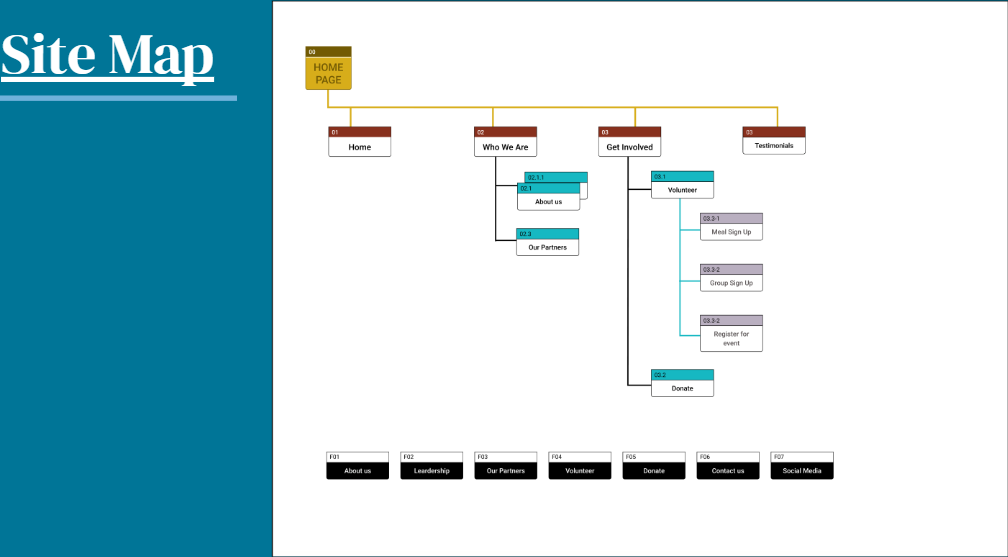 Site Map
00
HOME
PAGE
01
Home
02
Who We Are
03
Get Involved
03
Testimonials
02.1.1
02.1
About us
02.3
Our Partners
03.1
Volunteer
03.3-1
Meal Sign Up
03.3-2
Group Sign Up
03.3-2
Register for
event
03.2
Donate
F01
About us
F02
Leardership
F03
Our Partners
F04
Volunteer
F05
Donate
F06
Contact us
F07
Social Media